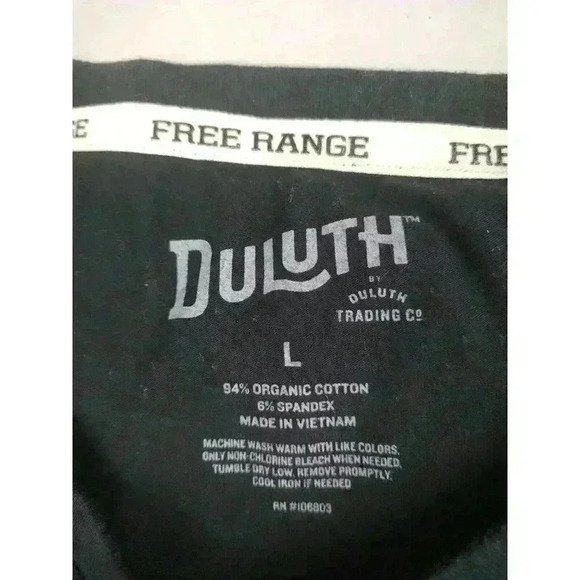 GE FREE RANGE FREE
DULUTH™
BY
DULUTH
TRADING Co
L
94% ORGANIC COTTON
6% SPANDEX
MADE IN VIETNAM
MACHINE WASH WARM WITH LIKE COLORS.
ONLY NON-CHLORINE BLEACH WHEN NEEDED.
TUMBLE DRY LOW. REMOVE PROMPTLY.
COOL IRON IF NEEDED
RN #106803